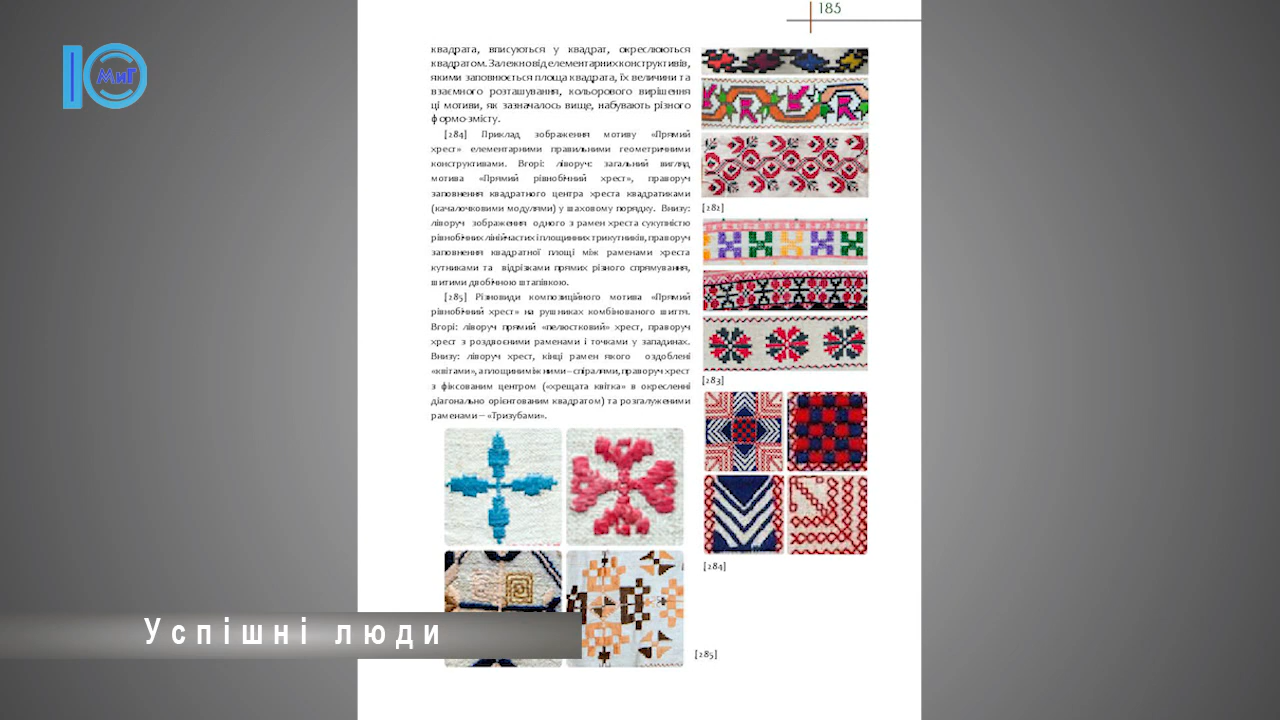 185
ЮМиГ
квадрата, вписуються у квадрат, окреслюються
квадратом. Залежно від елементарних конструктивів,
якими заповнюється площа квадрата, їх величини та
взаємного розташування, кольорового вирішення
ці мотиви, як зазначалось вище, набувають різного
формо-змісту.
[284] Приклад зображення мотиву «Прямий
хрест» елементарними правильними геометричними
конструктивами. Вгорі: ліворуч: загальний вигляд
мотива «Прямий рівнобічний хрест», праворуч
заповнення квадратного центра хреста квадратиками
(качалочковими модулями) у шаховому порядку. Внизу:
ліворуч зображення одного з рамен хреста сукупністю
рівнобічних лінійчастих і площинних трикутників, праворуч
заповнення квадратної площі між раменами хреста
кутниками та відрізками прямих різного спрямування,
шитими двобічною штапівкою.
[285] Різновиди композиційного мотива «Прямий
рівнобічний хрест» на рушниках комбінованого шиття.
Вгорі: ліворуч прямий «пелюстковий» хрест, праворуч
хрест з роздвоєними раменами і точками у западинах.
Внизу: ліворуч хрест, кінці рамен якого оздоблені
«квітами», а площини між ними – спіралями, праворуч хрест
з фіксованим центром («хрещата квітка» в окресленні
діагонально орієнтованим квадратом) та розгалуженими
раменами – «Тризубами».
[282]
[283]
[284]
[285]
Успішні люди